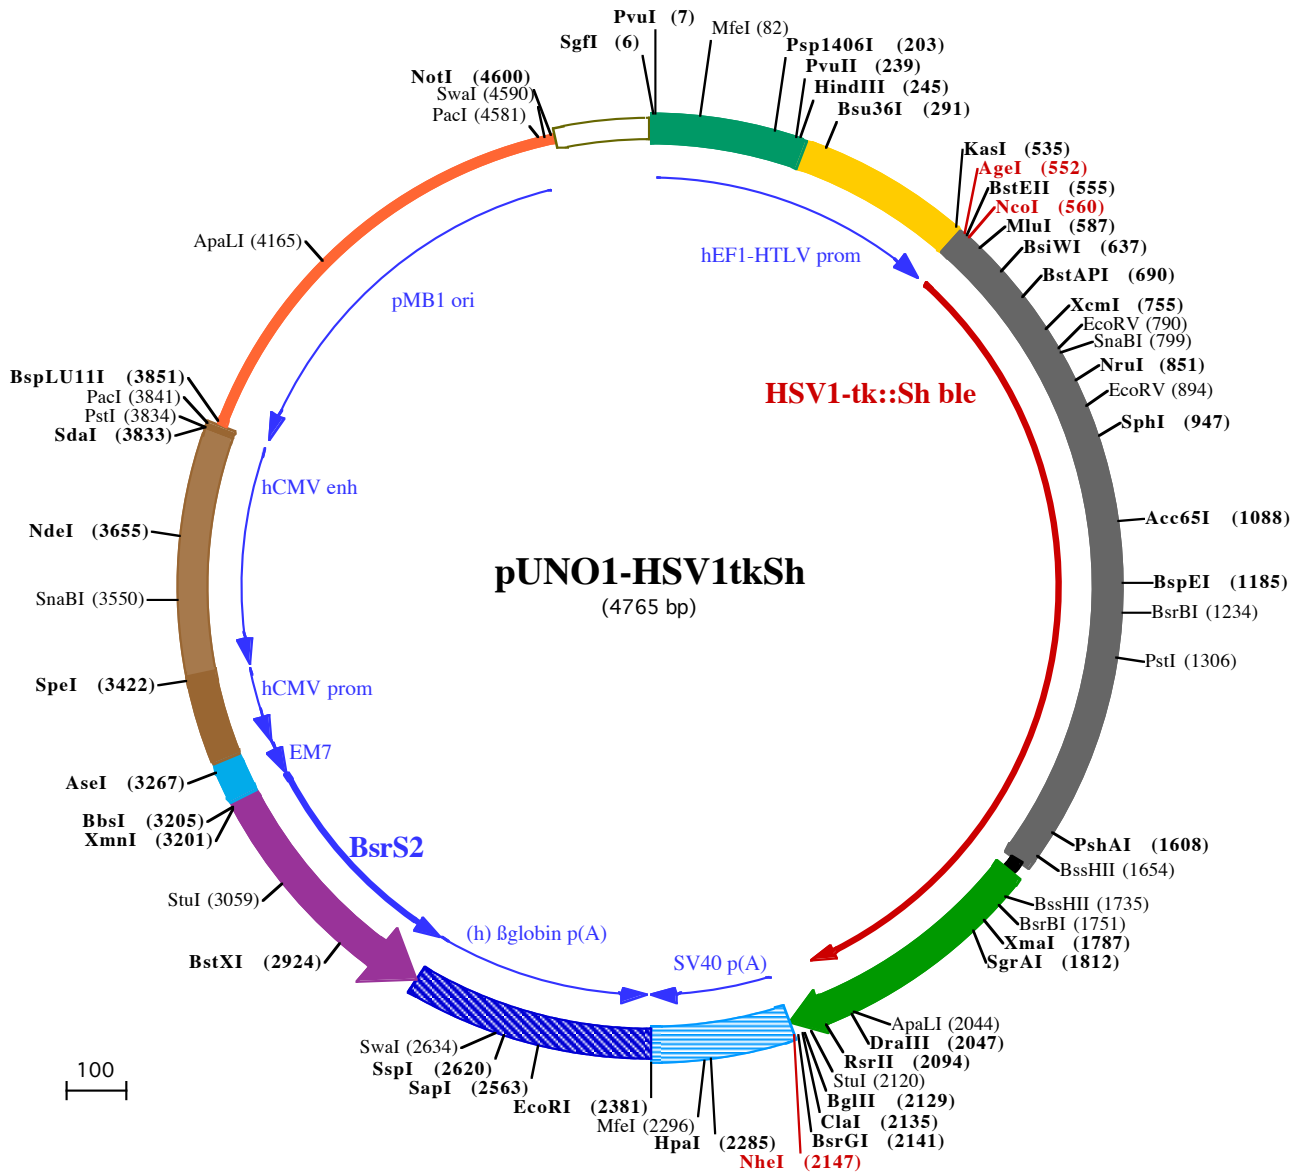 PvuI (7)
SgfI (6)
MfeI (82)
Psp1406I (203)
PvuII (239)
HindIII (245)
Bsu36I (291)
KasI (535)
AgeI (552)
BstEII (555)
NcoI (560)
MluI (587)
BsiWI (637)
BstAPI (690)
XcmI (755)
EcoRV (790)
SnaBI (799)
NruI (851)
EcoRV (894)
SphI (947)
Acc65I (1088)
BspEI (1185)
BsrBI (1234)
PstI (1306)
PshAI (1608)
BssHII (1654)
BssHII (1735)
BsrBI (1751)
XmaI (1787)
SgrAI (1812)
ApaLI (2044)
DraIII (2047)
RsrII (2094)
StuI (2120)
BglII (2129)
ClaI (2135)
BsrGI (2141)
NheI (2147)
HpaI (2285)
MfeI (2296)
EcoRI (2381)
SapI (2563)
SspI (2620)
SwaI (2634)
BstXI (2924)
StuI (3059)
XmnI (3201)
BbsI (3205)
AseI (3267)
SpeI (3422)
SnaBI (3550)
NdeI (3655)
SdaI (3833)
PstI (3834)
PacI (3841)
BspLU11I (3851)
ApaLI (4165)
PacI (4581)
SwaI (4590)
NotI (4600)
hEF1-HTLV prom
HSV1-tk::Sh ble
SV40 p(A)
(h) ßglobin p(A)
BsrS2
EM7
hCMV prom
hCMV enh
pMB1 ori
pUNO1-HSV1tkSh
(4765 bp)
100